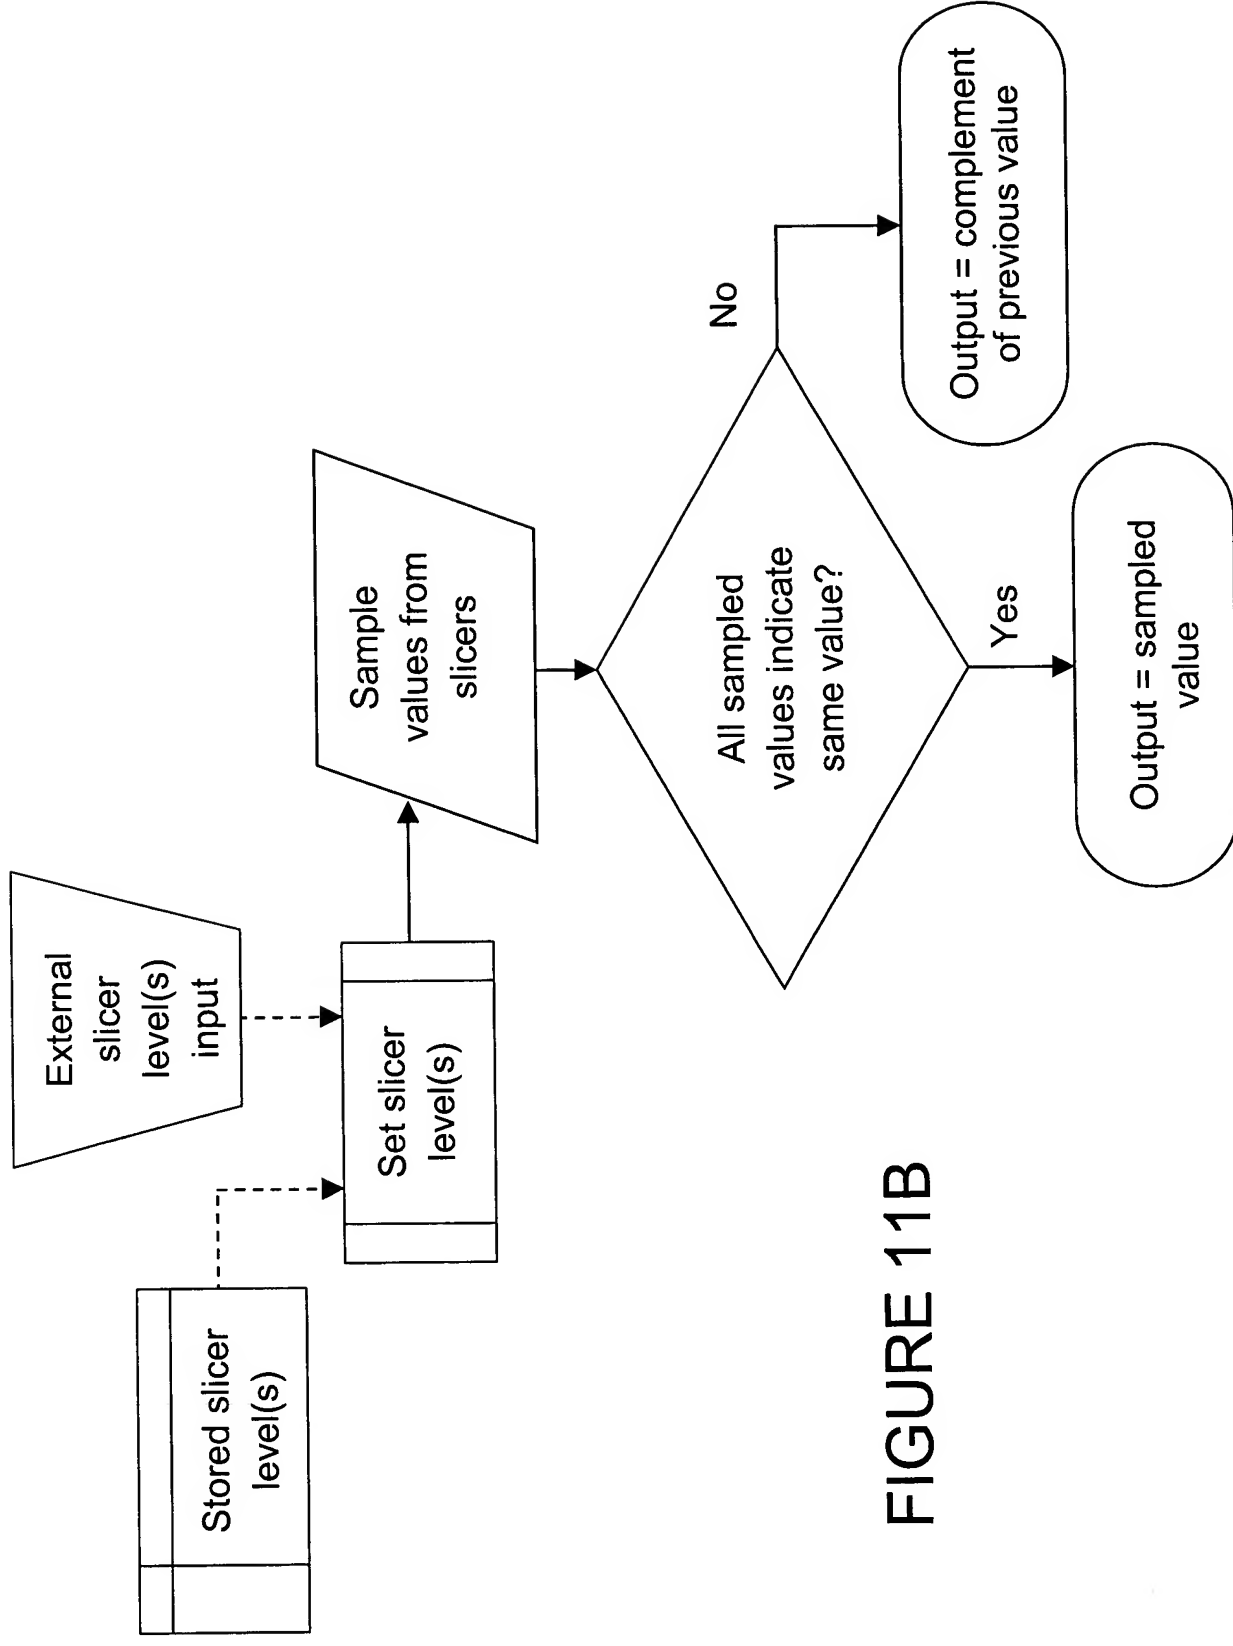 Stored slicer
level(s)
External
slicer
level(s)
input
Set slicer
level(s)
Sample
values from
slicers
All sampled
values indicate
same value?
No
Yes
Output = complement
of previous value
Output = sampled
value
FIGURE 11B